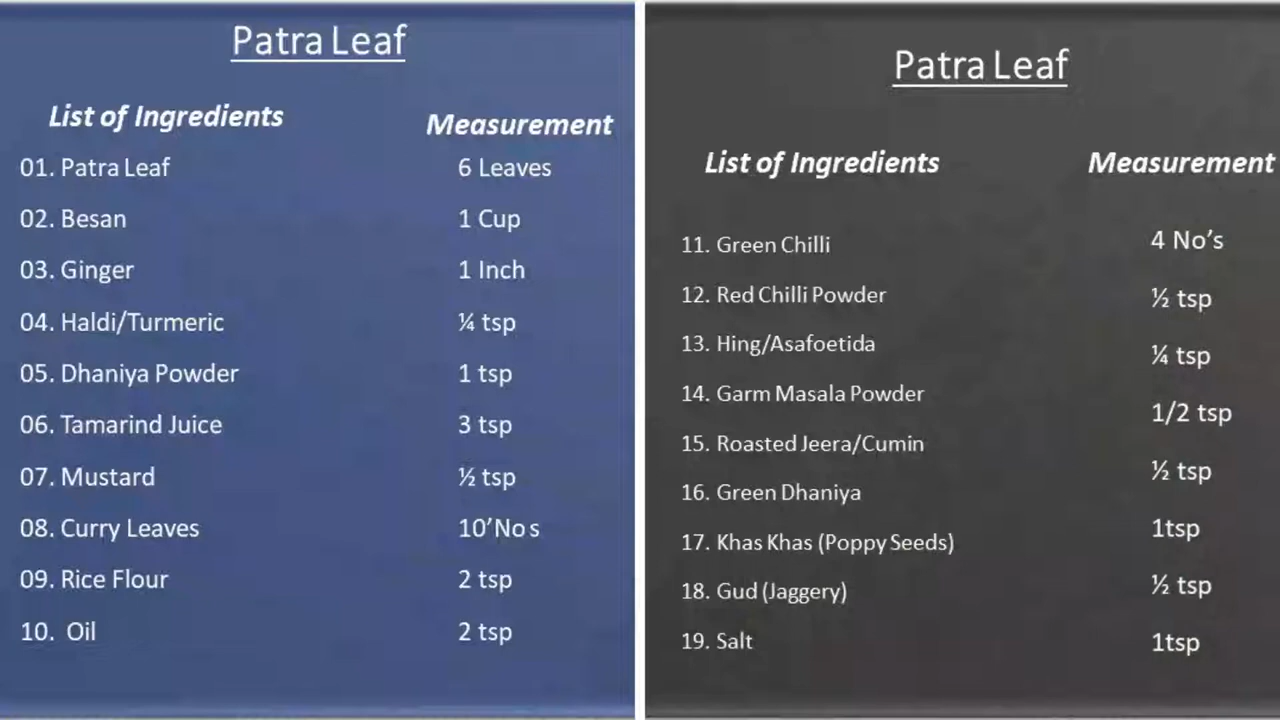 Patra Leaf
List of Ingredients Measurement
01. Patra Leaf 6 Leaves
02. Besan 1 Cup
03. Ginger 1 Inch
04. Haldi/Turmeric ¼ tsp
05. Dhaniya Powder 1 tsp
06. Tamarind Juice 3 tsp
07. Mustard ½ tsp
08. Curry Leaves 10’No s
09. Rice Flour 2 tsp
10. Oil 2 tsp
Patra Leaf
List of Ingredients
11. Green Chilli
12. Red Chilli Powder
13. Hing/Asafoetida
14. Garm Masala Powder
15. Roasted Jeera/Cumin
16. Green Dhaniya
17. Khas Khas (Poppy Seeds)
18. Gud (Jaggery)
19. Salt
Measurement
4 No’s
½ tsp
¼ tsp
1/2 tsp
½ tsp
1tsp
½ tsp
1tsp